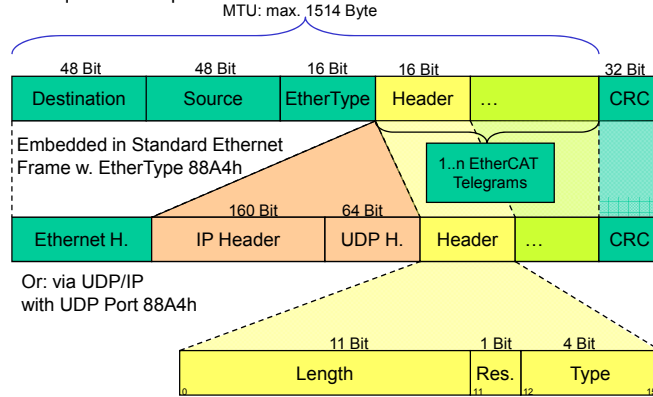 MTU: max. 1514 Byte
48 Bit 48 Bit 16 Bit 16 Bit 32 Bit
Destination Source EtherType Header … CRC
Embedded in Standard Ethernet
Frame w. EtherType 88A4h
1..n EtherCAT
Telegrams
160 Bit 64 Bit
Ethernet H. IP Header UDP H. Header … CRC
Or: via UDP/IP
with UDP Port 88A4h
11 Bit 1 Bit 4 Bit
Length Res. Type
0 11 12